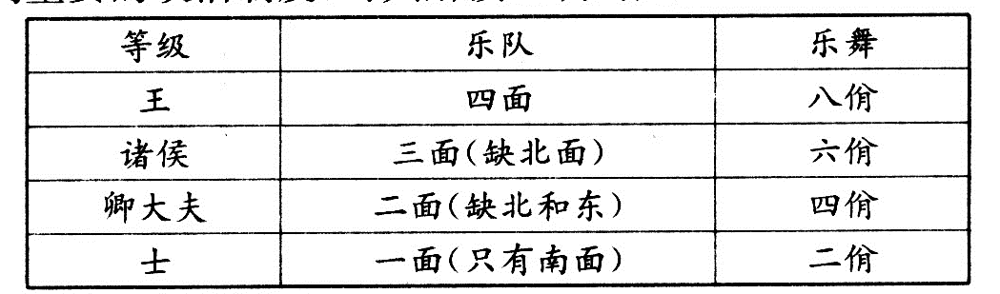 等级 乐队 乐舞
王 四面 八佾
诸侯 三面(缺北面) 六佾
卿大夫 二面(缺北和东) 四佾
士 一面(只有南面) 二佾